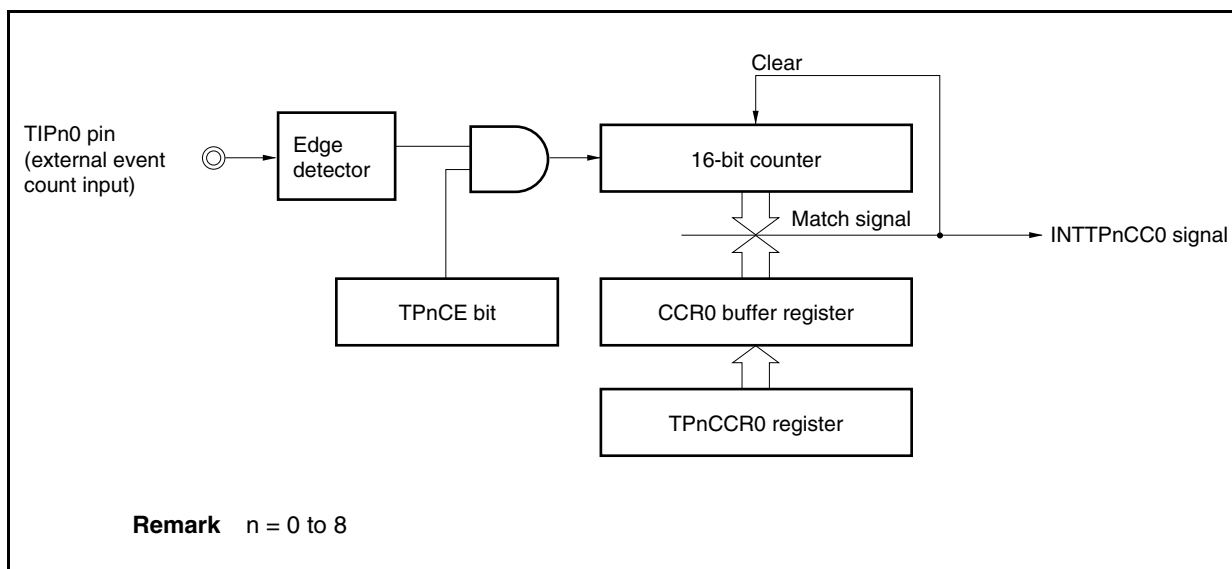 Clear
TIPn0 pin
(external event
count input)
Edge
detector
16-bit counter
Match signal
INTTPnCC0 signal
TPnCE bit
CCR0 buffer register
TPnCCR0 register
Remark n = 0 to 8